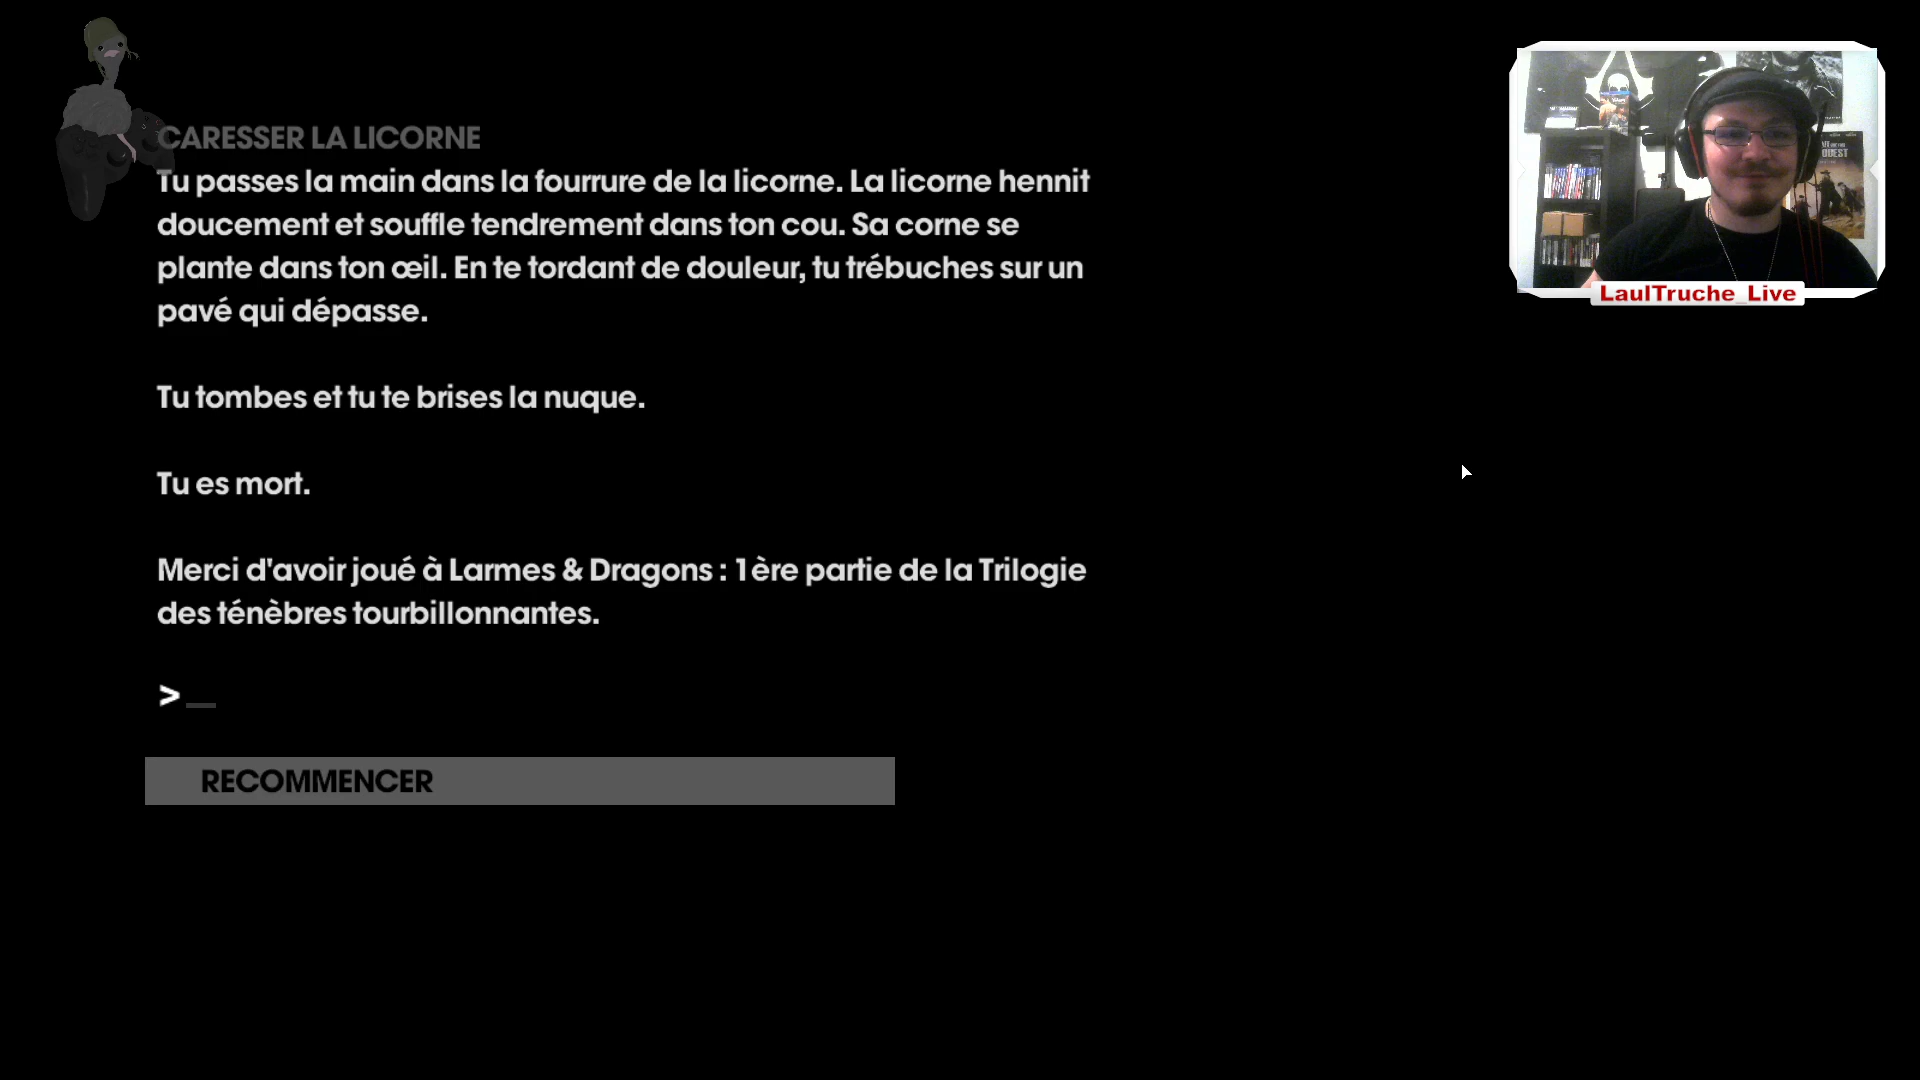 CARESSER LA LICORNE
Tu passes la main dans la fourrure de la licorne. La licorne hennit
doucement et souffle tendrement dans ton cou. Sa corne se
plante dans ton œil. En te tordant de douleur, tu trébuches sur un
pavé qui dépasse.
Tu tombes et tu te brises la nuque.
Tu es mort.
Merci d'avoir joué à Larmes & Dragons : 1ère partie de la Trilogie
des ténèbres tourbillonnantes.
>_
RECOMMENCER
LaulTruche_Live